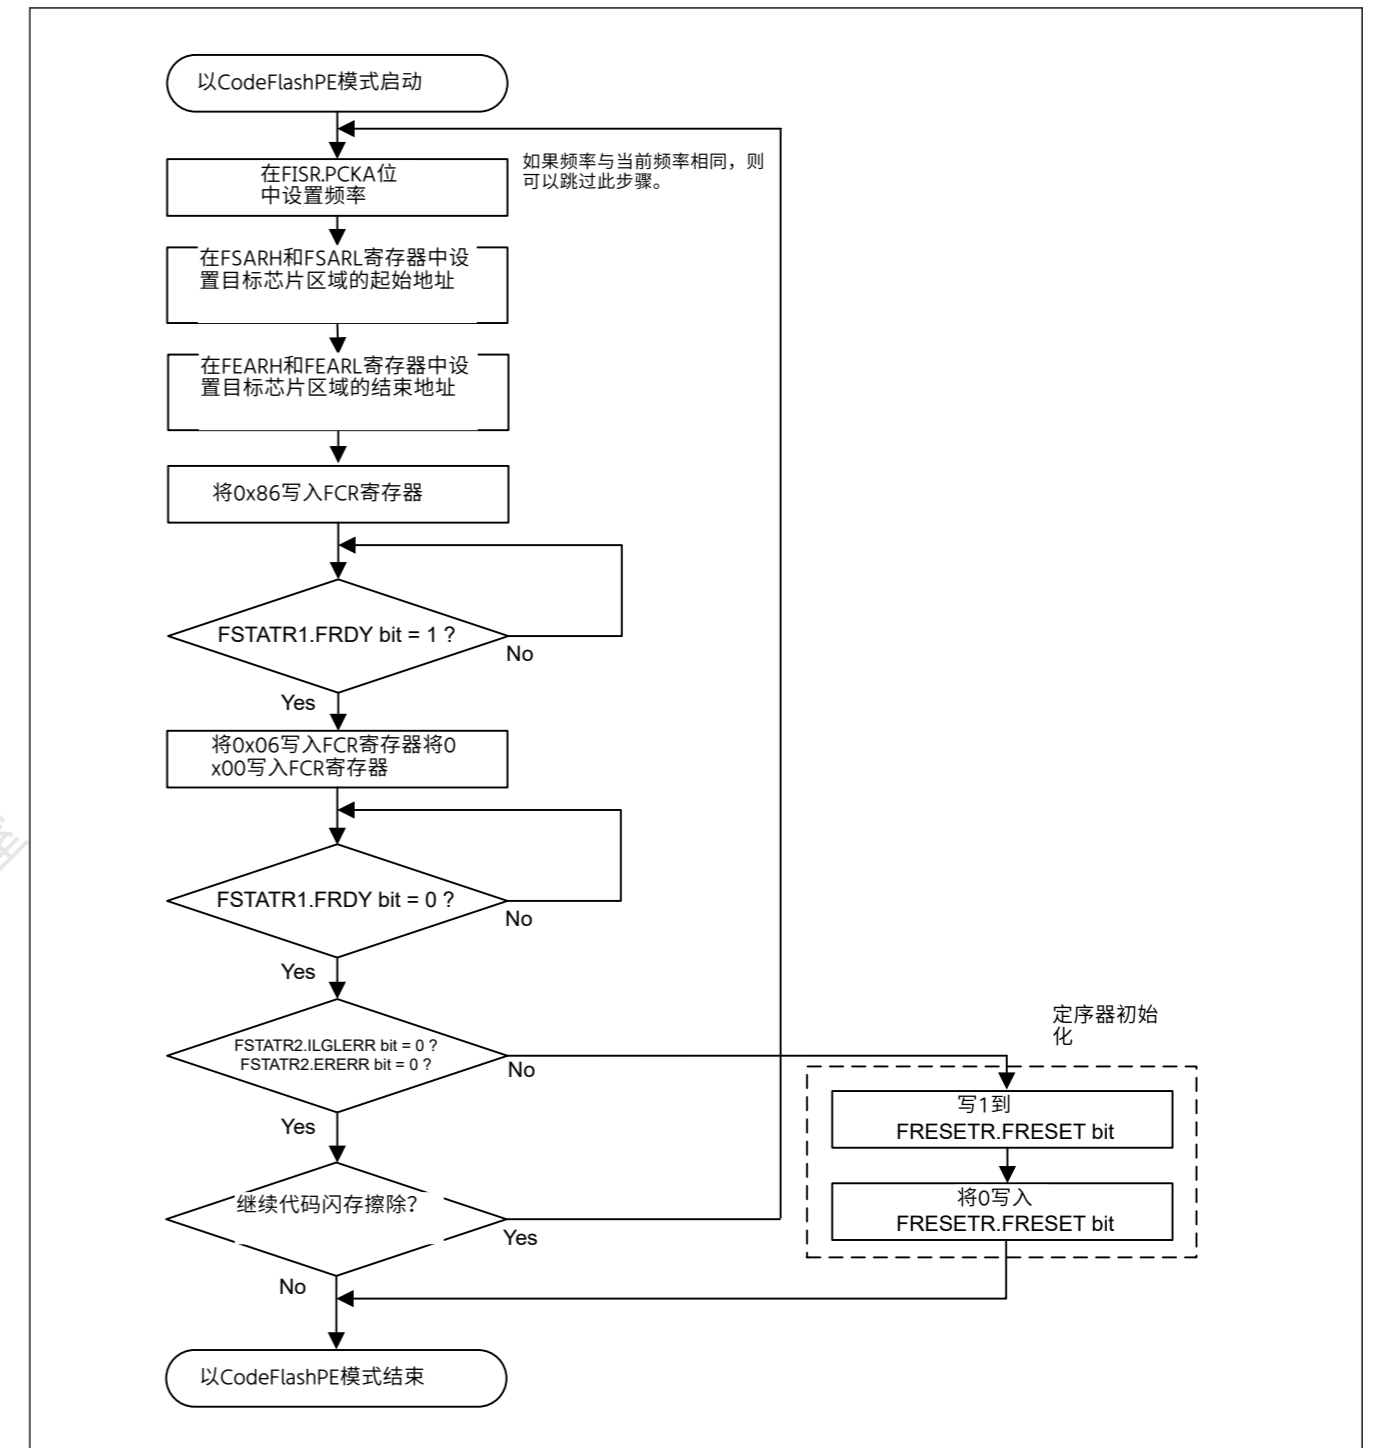 以CodeFlashPE模式启动
如果频率与当前频率相同，则
可以跳过此步骤。
在FISR.PCKA位
中设置频率
在FSARH和FSARL寄存器中设
置目标芯片区域的起始地址
在FEARH和FEARL寄存器中设
置目标芯片区域的结束地址
将0x86写入FCR寄存器
FSTATR1.FRDY bit = 1 ?
No
Yes
将0x06写入FCR寄存器将0
x00写入FCR寄存器
FSTATR1.FRDY bit = 0 ?
No
Yes
FSTATR2.ILGLERR bit = 0 ?
FSTATR2.ERERR bit = 0 ?
No
Yes
定序器初始
化
写1到
FRESETR.FRESET bit
将0写入
FRESETR.FRESET bit
继续代码闪存擦除？
Yes
No
以CodeFlashPE模式结束